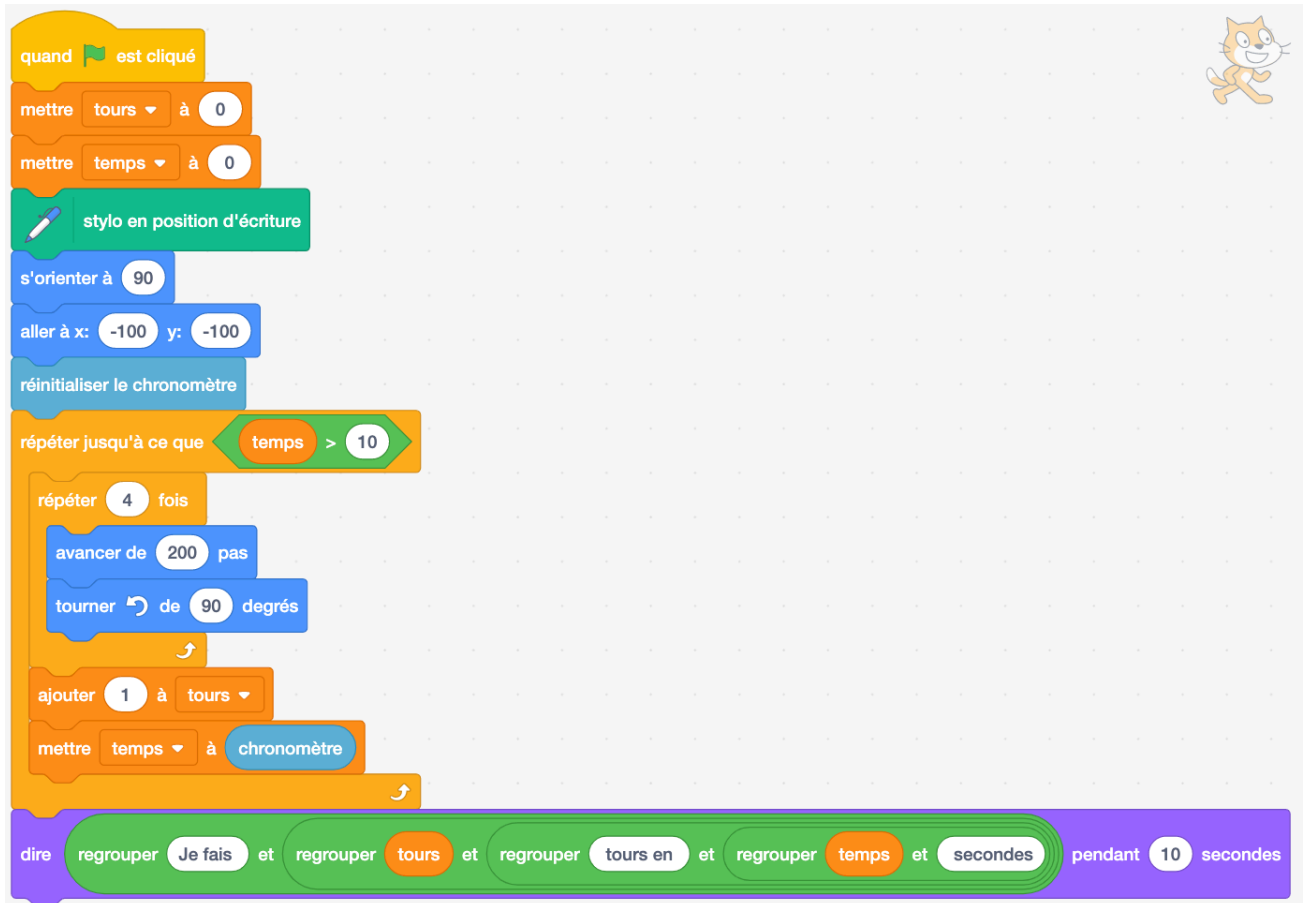 quand est cliqué
mettre tours à 0
mettre temps à 0
stylo en position d'écriture
s'orienter à 90
aller à x: -100 y: -100
réinitialiser le chronomètre
répéter jusqu'à ce que temps > 10
répéter 4 fois
avancer de 200 pas
tourner de 90 degrés
ajouter 1 à tours
mettre temps à chronomètre
dire regrouper Je fais et regrouper tours et regrouper tours en et regrouper temps et secondes pendant 10 secondes